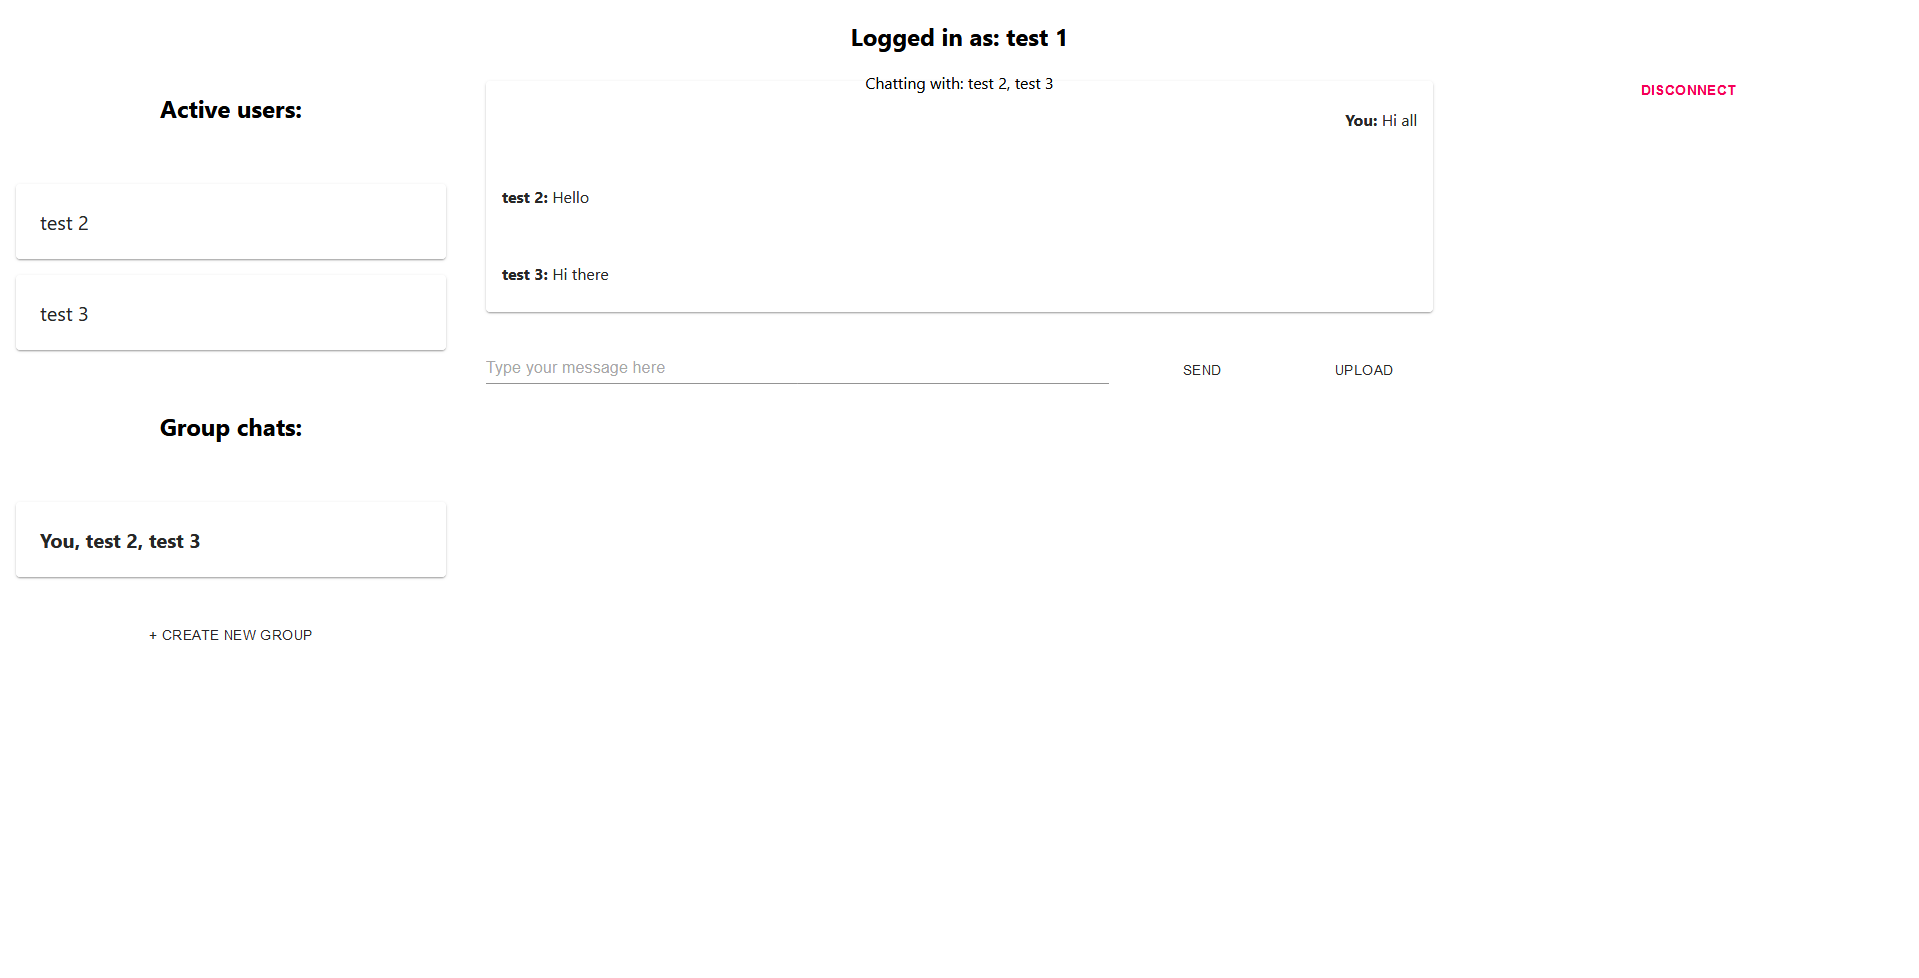 Logged in as: test 1
Active users:
test 2
test 3
Group chats:
You, test 2, test 3
+ CREATE NEW GROUP
Chatting with: test 2, test 3
You: Hi all
test 2: Hello
test 3: Hi there
Type your message here
SEND
UPLOAD
DISCONNECT